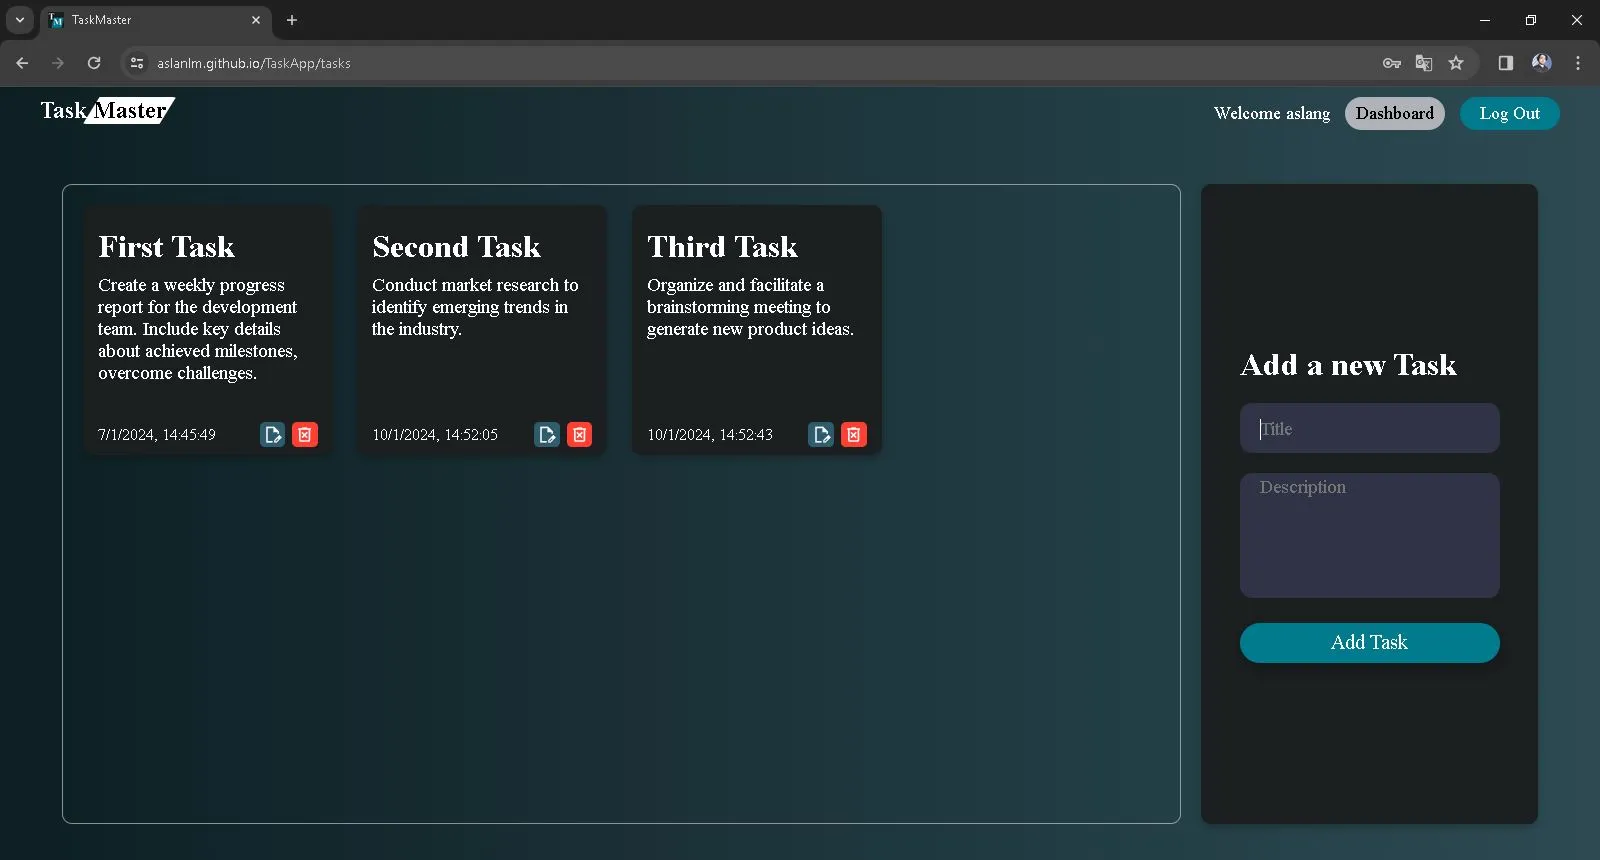 TaskMaster
aslanlm.github.io/TaskApp/tasks
Task Master
Welcome aslang
Dashboard
Log Out
First Task
Create a weekly progress
report for the development
team. Include key details
about achieved milestones,
overcome challenges.
7/1/2024, 14:45:49
Second Task
Conduct market research to
identify emerging trends in
the industry.
10/1/2024, 14:52:05
Third Task
Organize and facilitate a
brainstorming meeting to
generate new product ideas.
10/1/2024, 14:52:43
Add a new Task
Title
Description
Add Task